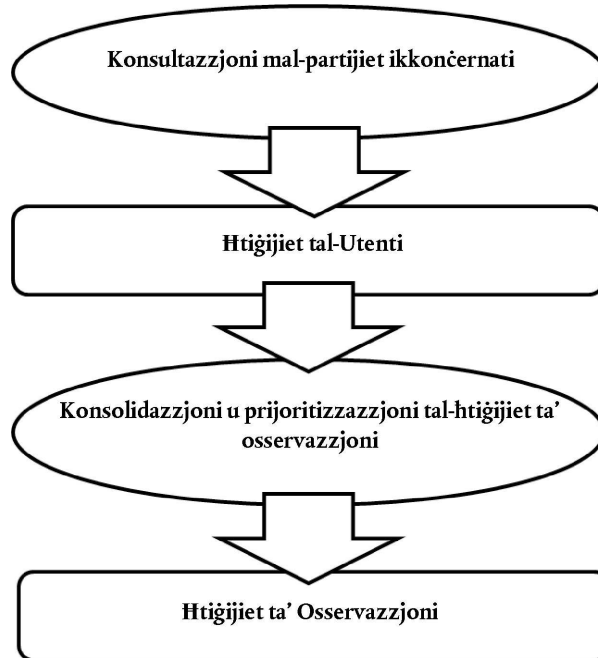 Konsultazzjoni mal-partijiet ikkonċernati
Ħtiġijiet tal-Utenti
Konsolidazzjoni u prijoritizzazzjoni tal-ħtiġijiet ta’
osservazzjoni
Ħtiġijiet ta’ Osservazzjoni